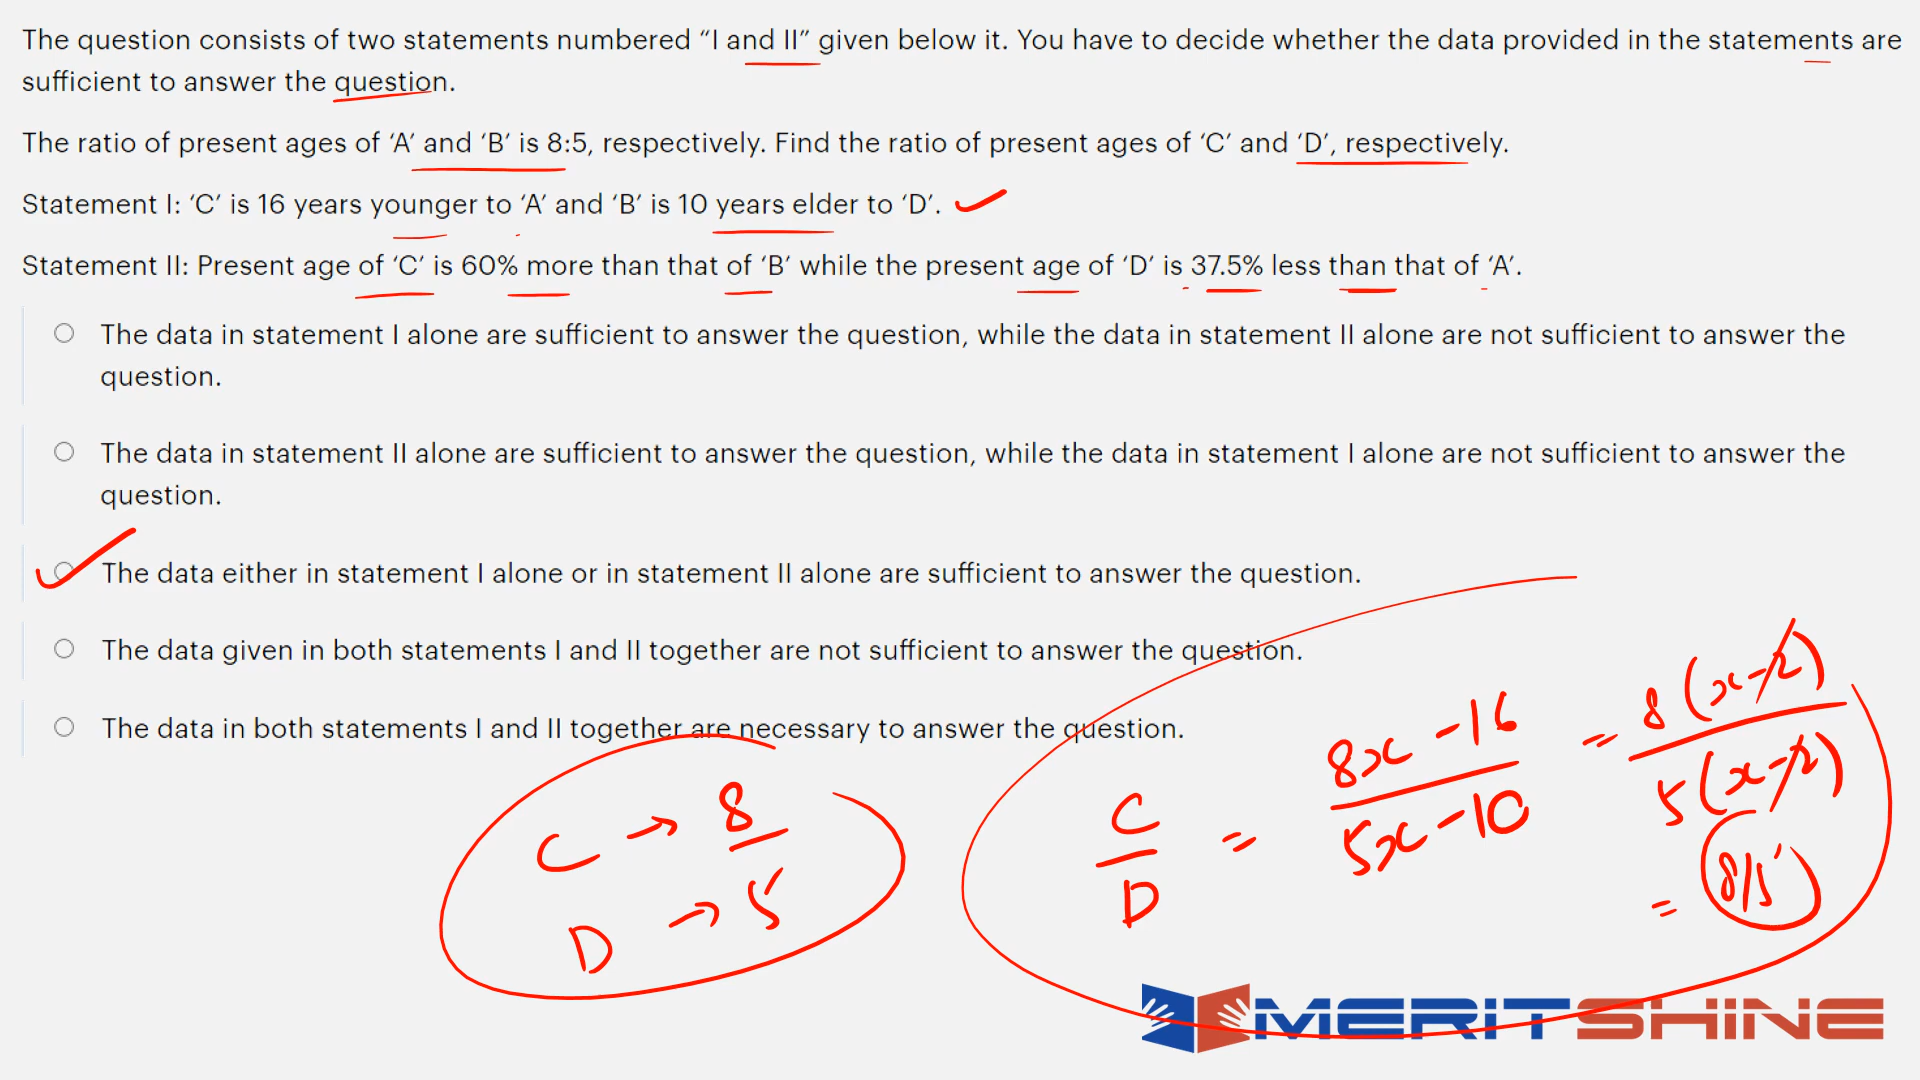 The question consists of two statements numbered “I and II” given below it. You have to decide whether the data provided in the statements are
sufficient to answer the question.
The ratio of present ages of ‘A’ and ‘B’ is 8:5, respectively. Find the ratio of present ages of ‘C’ and ‘D’, respectively.
Statement I: ‘C’ is 16 years younger to ‘A’ and ‘B’ is 10 years elder to ‘D’.
Statement II: Present age of ‘C’ is 60% more than that of ‘B’ while the present age of ‘D’ is 37.5% less than that of ‘A’.
The data in statement I alone are sufficient to answer the question, while the data in statement II alone are not sufficient to answer the
question.
The data in statement II alone are sufficient to answer the question, while the data in statement I alone are not sufficient to answer the
question.
The data either in statement I alone or in statement II alone are sufficient to answer the question.
The data given in both statements I and II together are not sufficient to answer the question.
The data in both statements I and II together are necessary to answer the question.
C → 8
D → 5
C/D = 8x - 16 / 5x - 10 = 8(x-2) / 5(x-2)
= 8/5
MERITSHINE